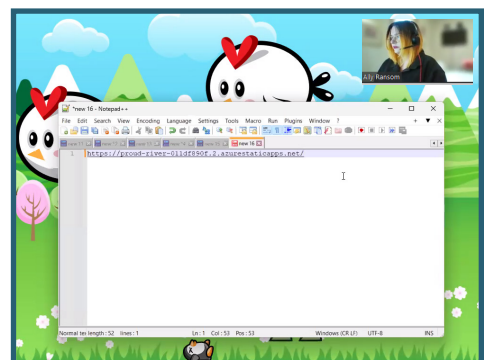 Ally Ransom
*new 16 - Notepad++
File Edit Search View Encoding Language Settings Tools Macro Run Plugins Window ?
new 16
1 https://proud-river-011df890f.2.azurestaticapps.net/
Normal tex length : 52 lines : 1 Ln : 1 Col : 53 Pos : 53 Windows (CR LF) UTF-8 INS